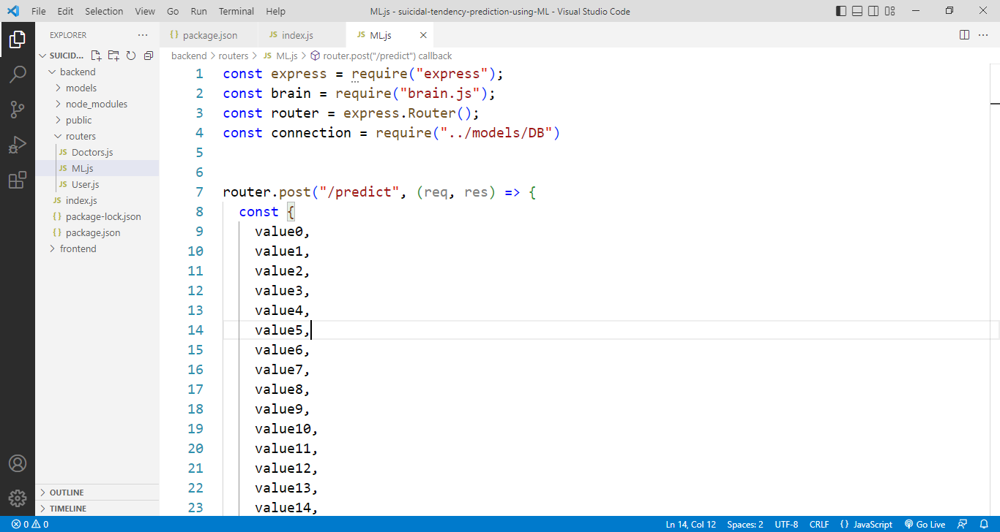 File Edit Selection View Go Run Terminal Help ML.js - suicidal-tendency-prediction-using-ML - Visual Studio Code
EXPLORER
SUICID...
backend
models
node_modules
public
routers
JS Doctors.js
JS ML.js
JS User.js
JS index.js
{} package-lock.json
{} package.json
frontend
OUTLINE
TIMELINE
{} package.json JS index.js JS ML.js
backend > routers > JS ML.js > router.post("/predict") callback
1 const express = require("express");
2 const brain = require("brain.js");
3 const router = express.Router();
4 const connection = require("../models/DB")
5
6
7 router.post("/predict", (req, res) => {
8 const {
9 value0,
10 value1,
11 value2,
12 value3,
13 value4,
14 value5,
15 value6,
16 value7,
17 value8,
18 value9,
19 value10,
20 value11,
21 value12,
22 value13,
23 value14,
0 0 Ln 14, Col 12 Spaces: 2 UTF-8 CRLF {} JavaScript Go Live